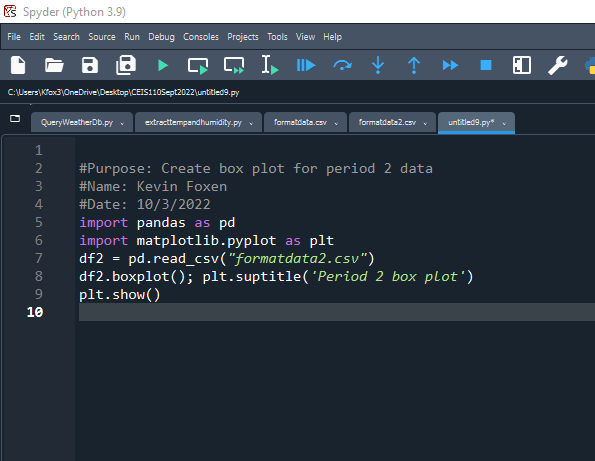 Spyder (Python 3.9)
File Edit Search Source Run Debug Consoles Projects Tools View Help
C:\Users\Kfox3\OneDrive\Desktop\CEIS110Sept2022\untitled9.py
QueryWeatherDb.py extracttempandhumidity.py formatdata.csv formatdata2.csv untitled9.py*
1
2 #Purpose: Create box plot for period 2 data
3 #Name: Kevin Foxen
4 #Date: 10/3/2022
5 import pandas as pd
6 import matplotlib.pyplot as plt
7 df2 = pd.read_csv("formatdata2.csv")
8 df2.boxplot(); plt.suptitle('Period 2 box plot')
9 plt.show()
10